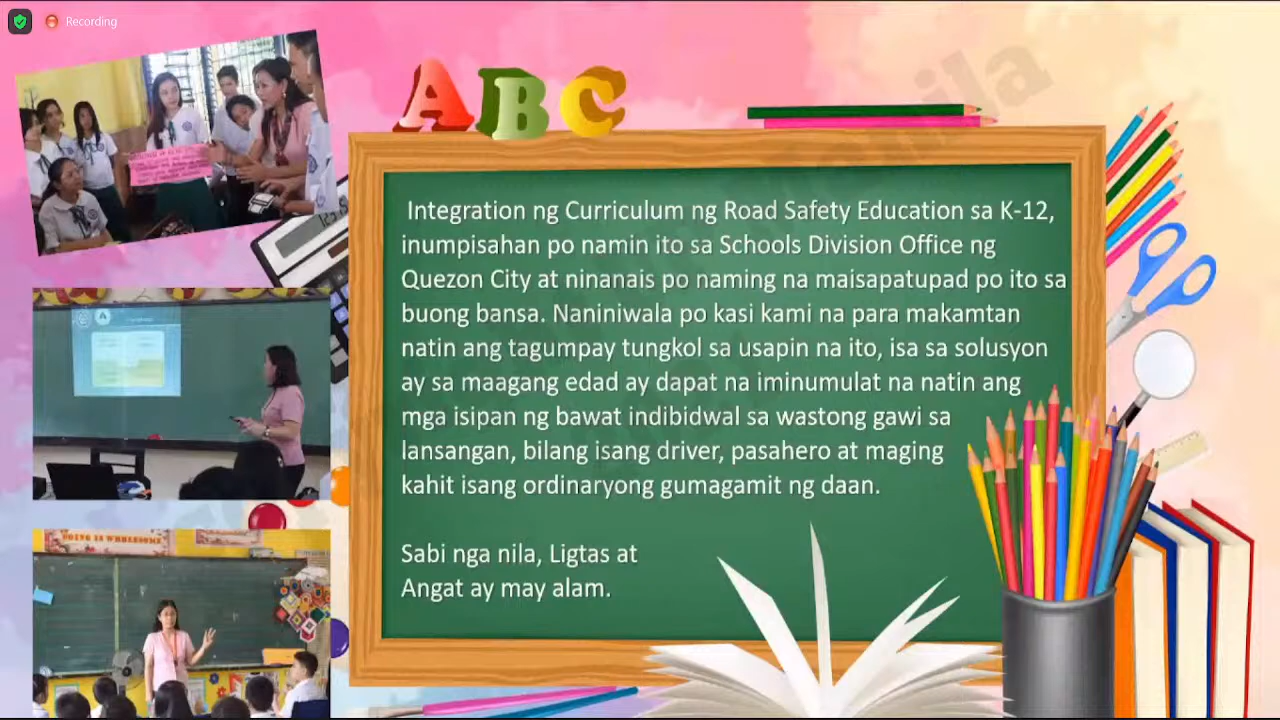 Recording
ABC
Integration ng Curriculum ng Road Safety Education sa K-12,
inumpisahan po namin ito sa Schools Division Office ng
Quezon City at ninanais po naming na maisapatupad po ito sa
buong bansa. Naniniwala po kasi kami na para makamtan
natin ang tagumpay tungkol sa usapin na ito, isa sa solusyon
ay sa maagang edad ay dapat na iminumulat na natin ang
mga isipan ng bawat indibidwal sa wastong gawi sa
lansangan, bilang isang driver, pasahero at maging
kahit isang ordinaryong gumagamit ng daan.
Sabi nga nila, Ligtas at
Angat ay may alam.